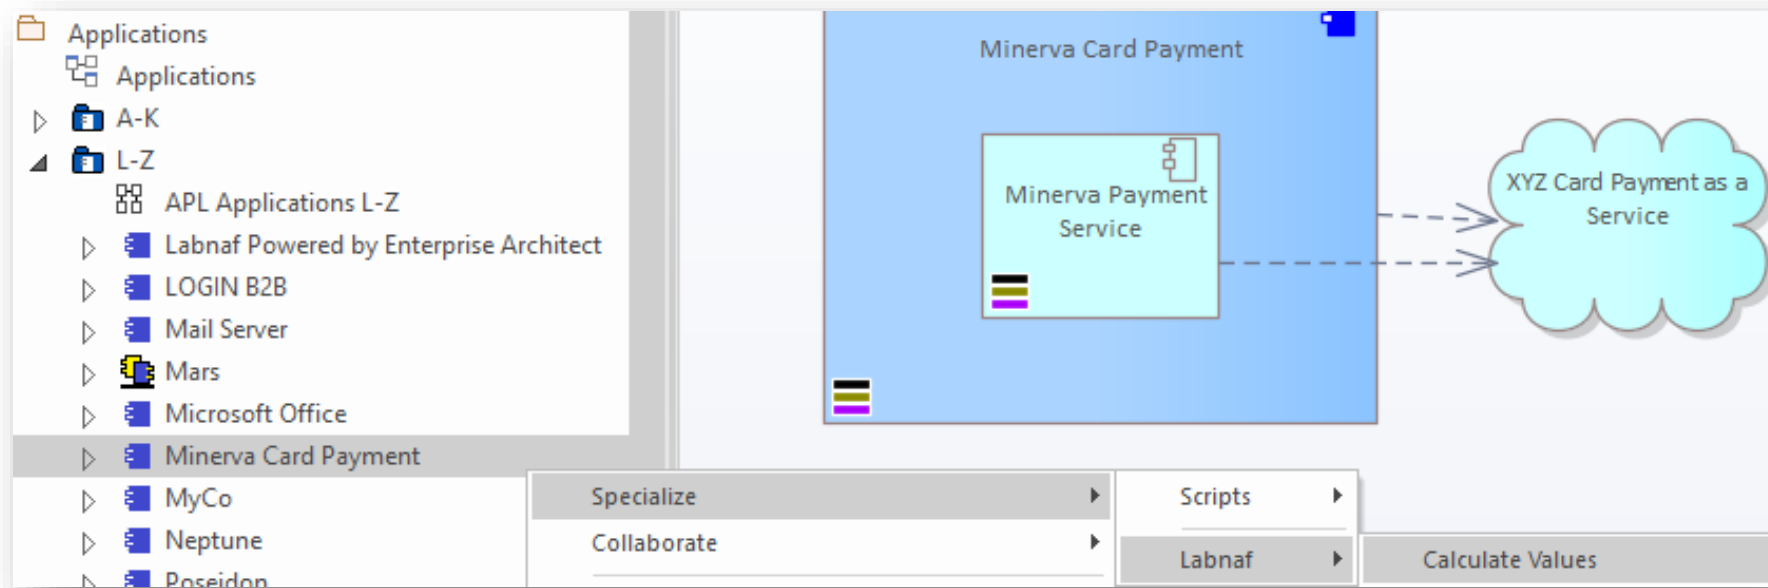 Applications
Applications
A-K
L-Z
APL Applications L-Z
Labnaf Powered by Enterprise Architect
LOGIN B2B
Mail Server
Mars
Microsoft Office
Minerva Card Payment
MyCo
Neptune
Poseidon
Minerva Card Payment
Minerva Payment
Service
XYZ Card Payment as a
Service
Specialize
Collaborate
Scripts
Labnaf
Calculate Values